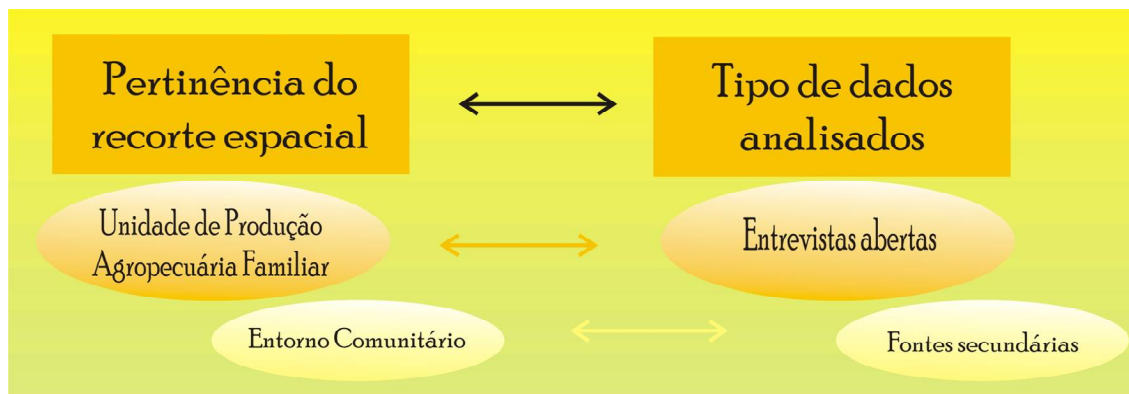 Pertinência do
recorte espacial
Tipo de dados
analisados
Unidade de Produção
Agropecuária Familiar
Entrevistas abertas
Entorno Comunitário
Fontes secundárias